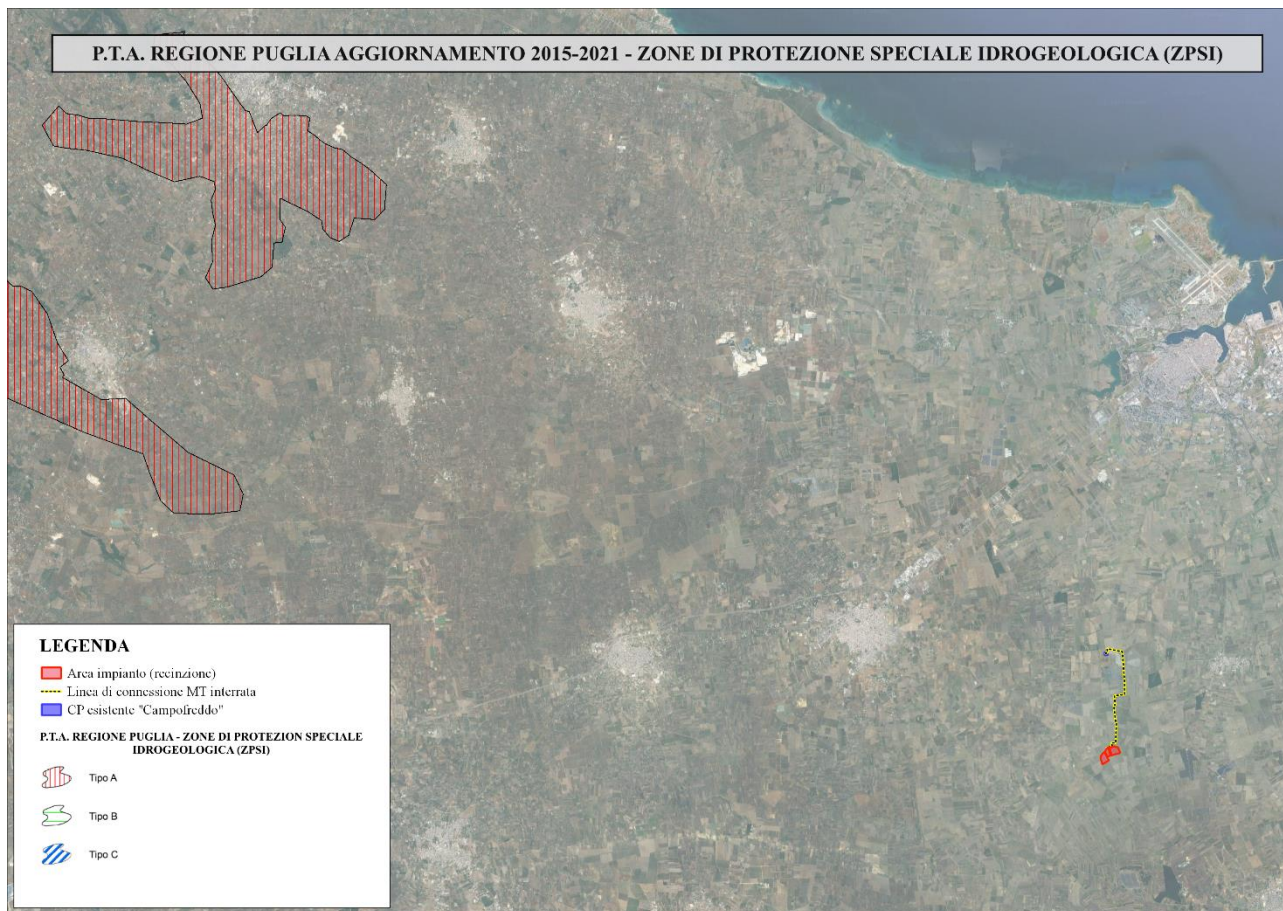 P.T.A. REGIONE PUGLIA AGGIORNAMENTO 2015-2021 - ZONE DI PROTEZIONE SPECIALE IDROGEOLOGICA (ZPSI)
LEGENDA
Area impianto (recinzione)
Linea di connessione MT interrata
CP esistente "Campofreddo"
P.T.A. REGIONE PUGLIA - ZONE DI PROTEZION SPECIALE
IDROGEOLOGICA (ZPSI)
Tipo A
Tipo B
Tipo C